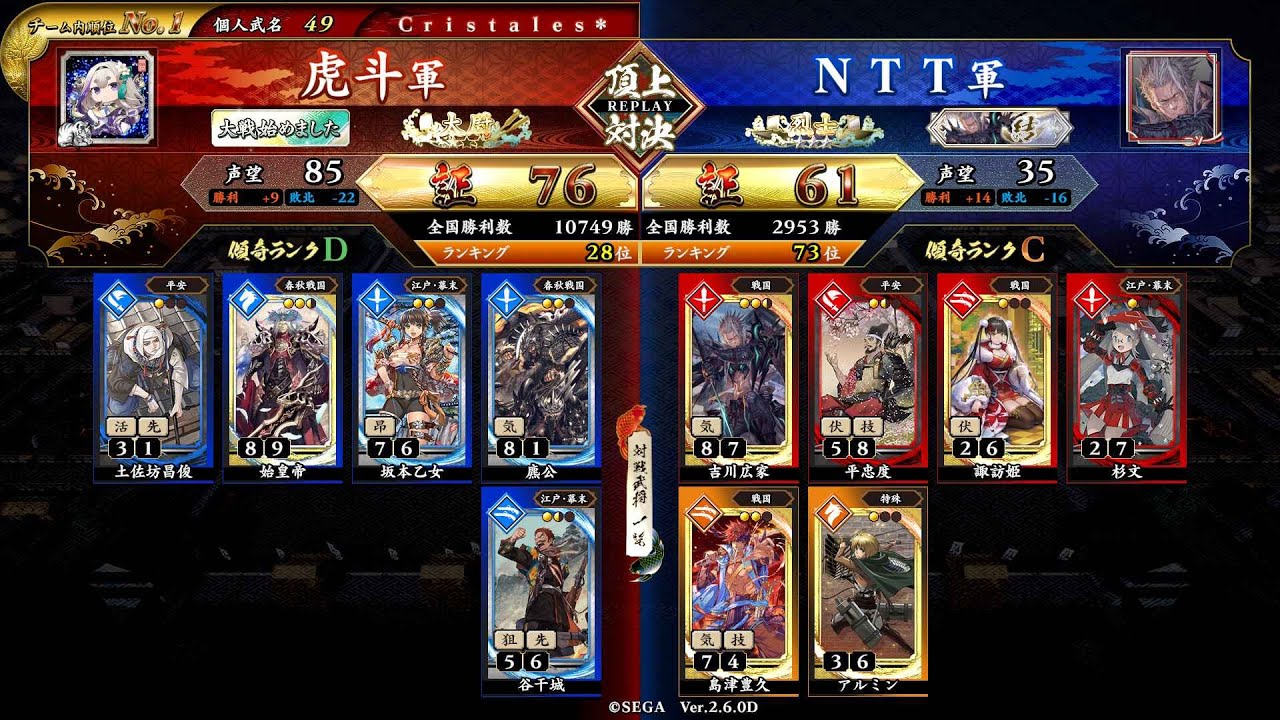 チーム内順位 No.1 個人武名 49 Cristales*
虎斗軍
頂上
REPLAY
対決
NTT軍
大戦始めました
大尉
烈士
声望 85
勝利 +9 敗北 -22
証 76
証 61
声望 35
勝利 +14 敗北 -16
全国勝利数 10749勝
全国勝利数 2953勝
傾奇ランクD
ランキング 28位
ランキング 73位
傾奇ランクC
平安
活 先
3 1
土佐坊昌俊
春秋戦国
8 9
始皇帝
江戸・幕末
昂
7 6
坂本乙女
春秋戦国
気
8 1
麃公
江戸・幕末
狙 先
5 6
谷干城
対戦武将一覧
戦国
気
8 7
吉川広家
平安
伏 技
5 8
平忠度
戦国
伏
2 6
諏訪姫
江戸・幕末
2 7
杉文
戦国
気 技
7 4
島津豊久
特殊
3 6
アルミン
©SEGA Ver.2.6.0D